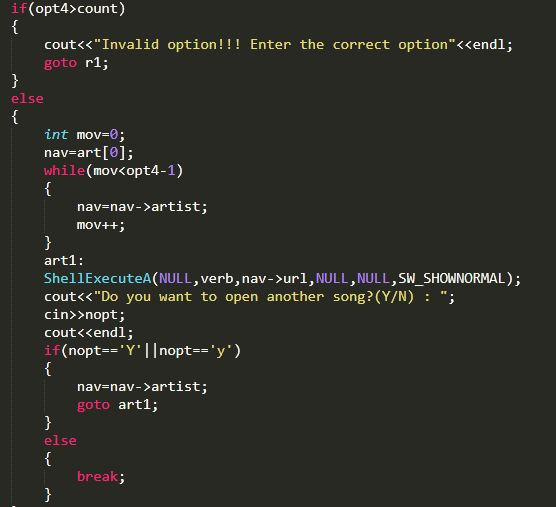 if(opt4>count)
{
cout<<"Invalid option!!! Enter the correct option"<<endl;
goto r1;
}
else
{
int mov=0;
nav=art[0];
while(mov<opt4-1)
{
nav=nav->artist;
mov++;
}
art1:
ShellExecuteA(NULL,verb,nav->url,NULL,NULL,SW_SHOWNORMAL);
cout<<"Do you want to open another song?(Y/N) : ";
cin>>nopt;
cout<<endl;
if(nopt=='Y'||nopt=='y')
{
nav=nav->artist;
goto art1;
}
else
{
break;
}